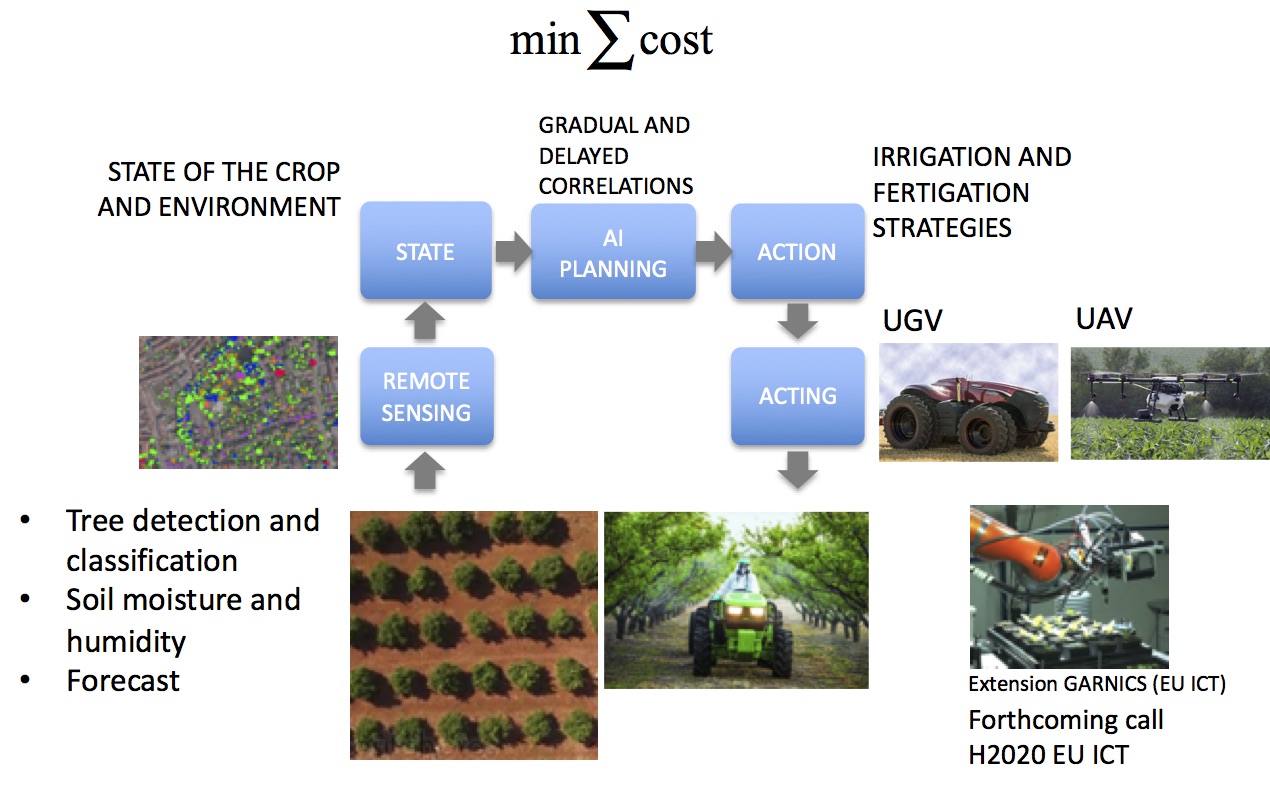 min ∑ cost
GRADUAL AND
DELAYED
CORRELATIONS
STATE OF THE CROP
AND ENVIRONMENT
IRRIGATION AND
FERTIGATION
STRATEGIES
STATE
AI
PLANNING
ACTION
UGV
UAV
REMOTE
SENSING
ACTING
• Tree detection and
classification
• Soil moisture and
humidity
• Forecast
Extension GARNICS (EU ICT)
Forthcoming call
H2020 EU ICT